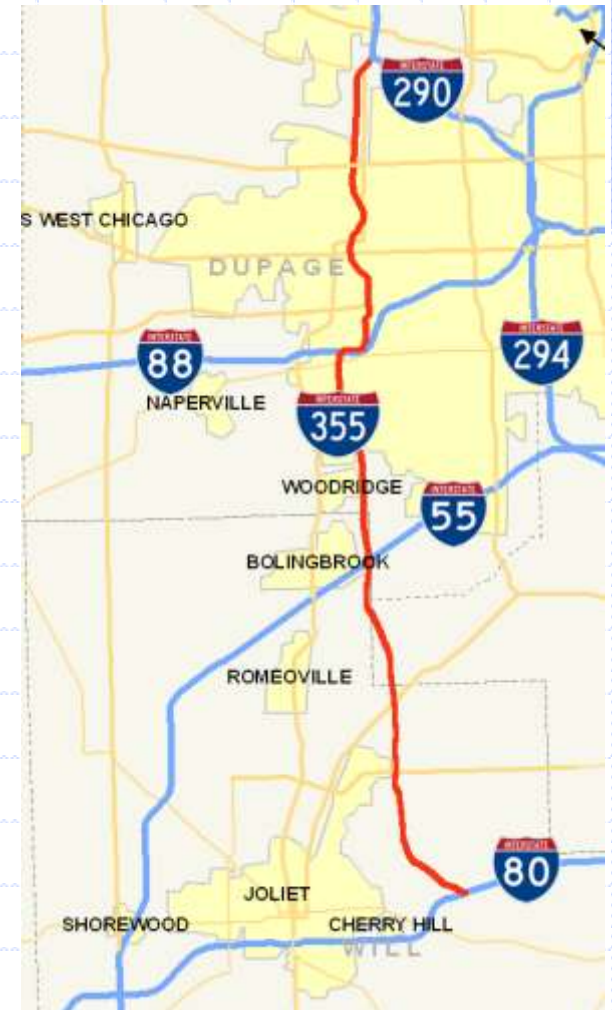 INTERSTATE
290
S WEST CHICAGO
DUPAGE
INTERSTATE
88
INTERSTATE
294
NAPERVILLE
INTERSTATE
355
WOODRIDGE
INTERSTATE
55
BOLINGBROOK
ROMEOVILLE
INTERSTATE
80
JOLIET
SHOREWOOD
CHERRY HILL
WILL